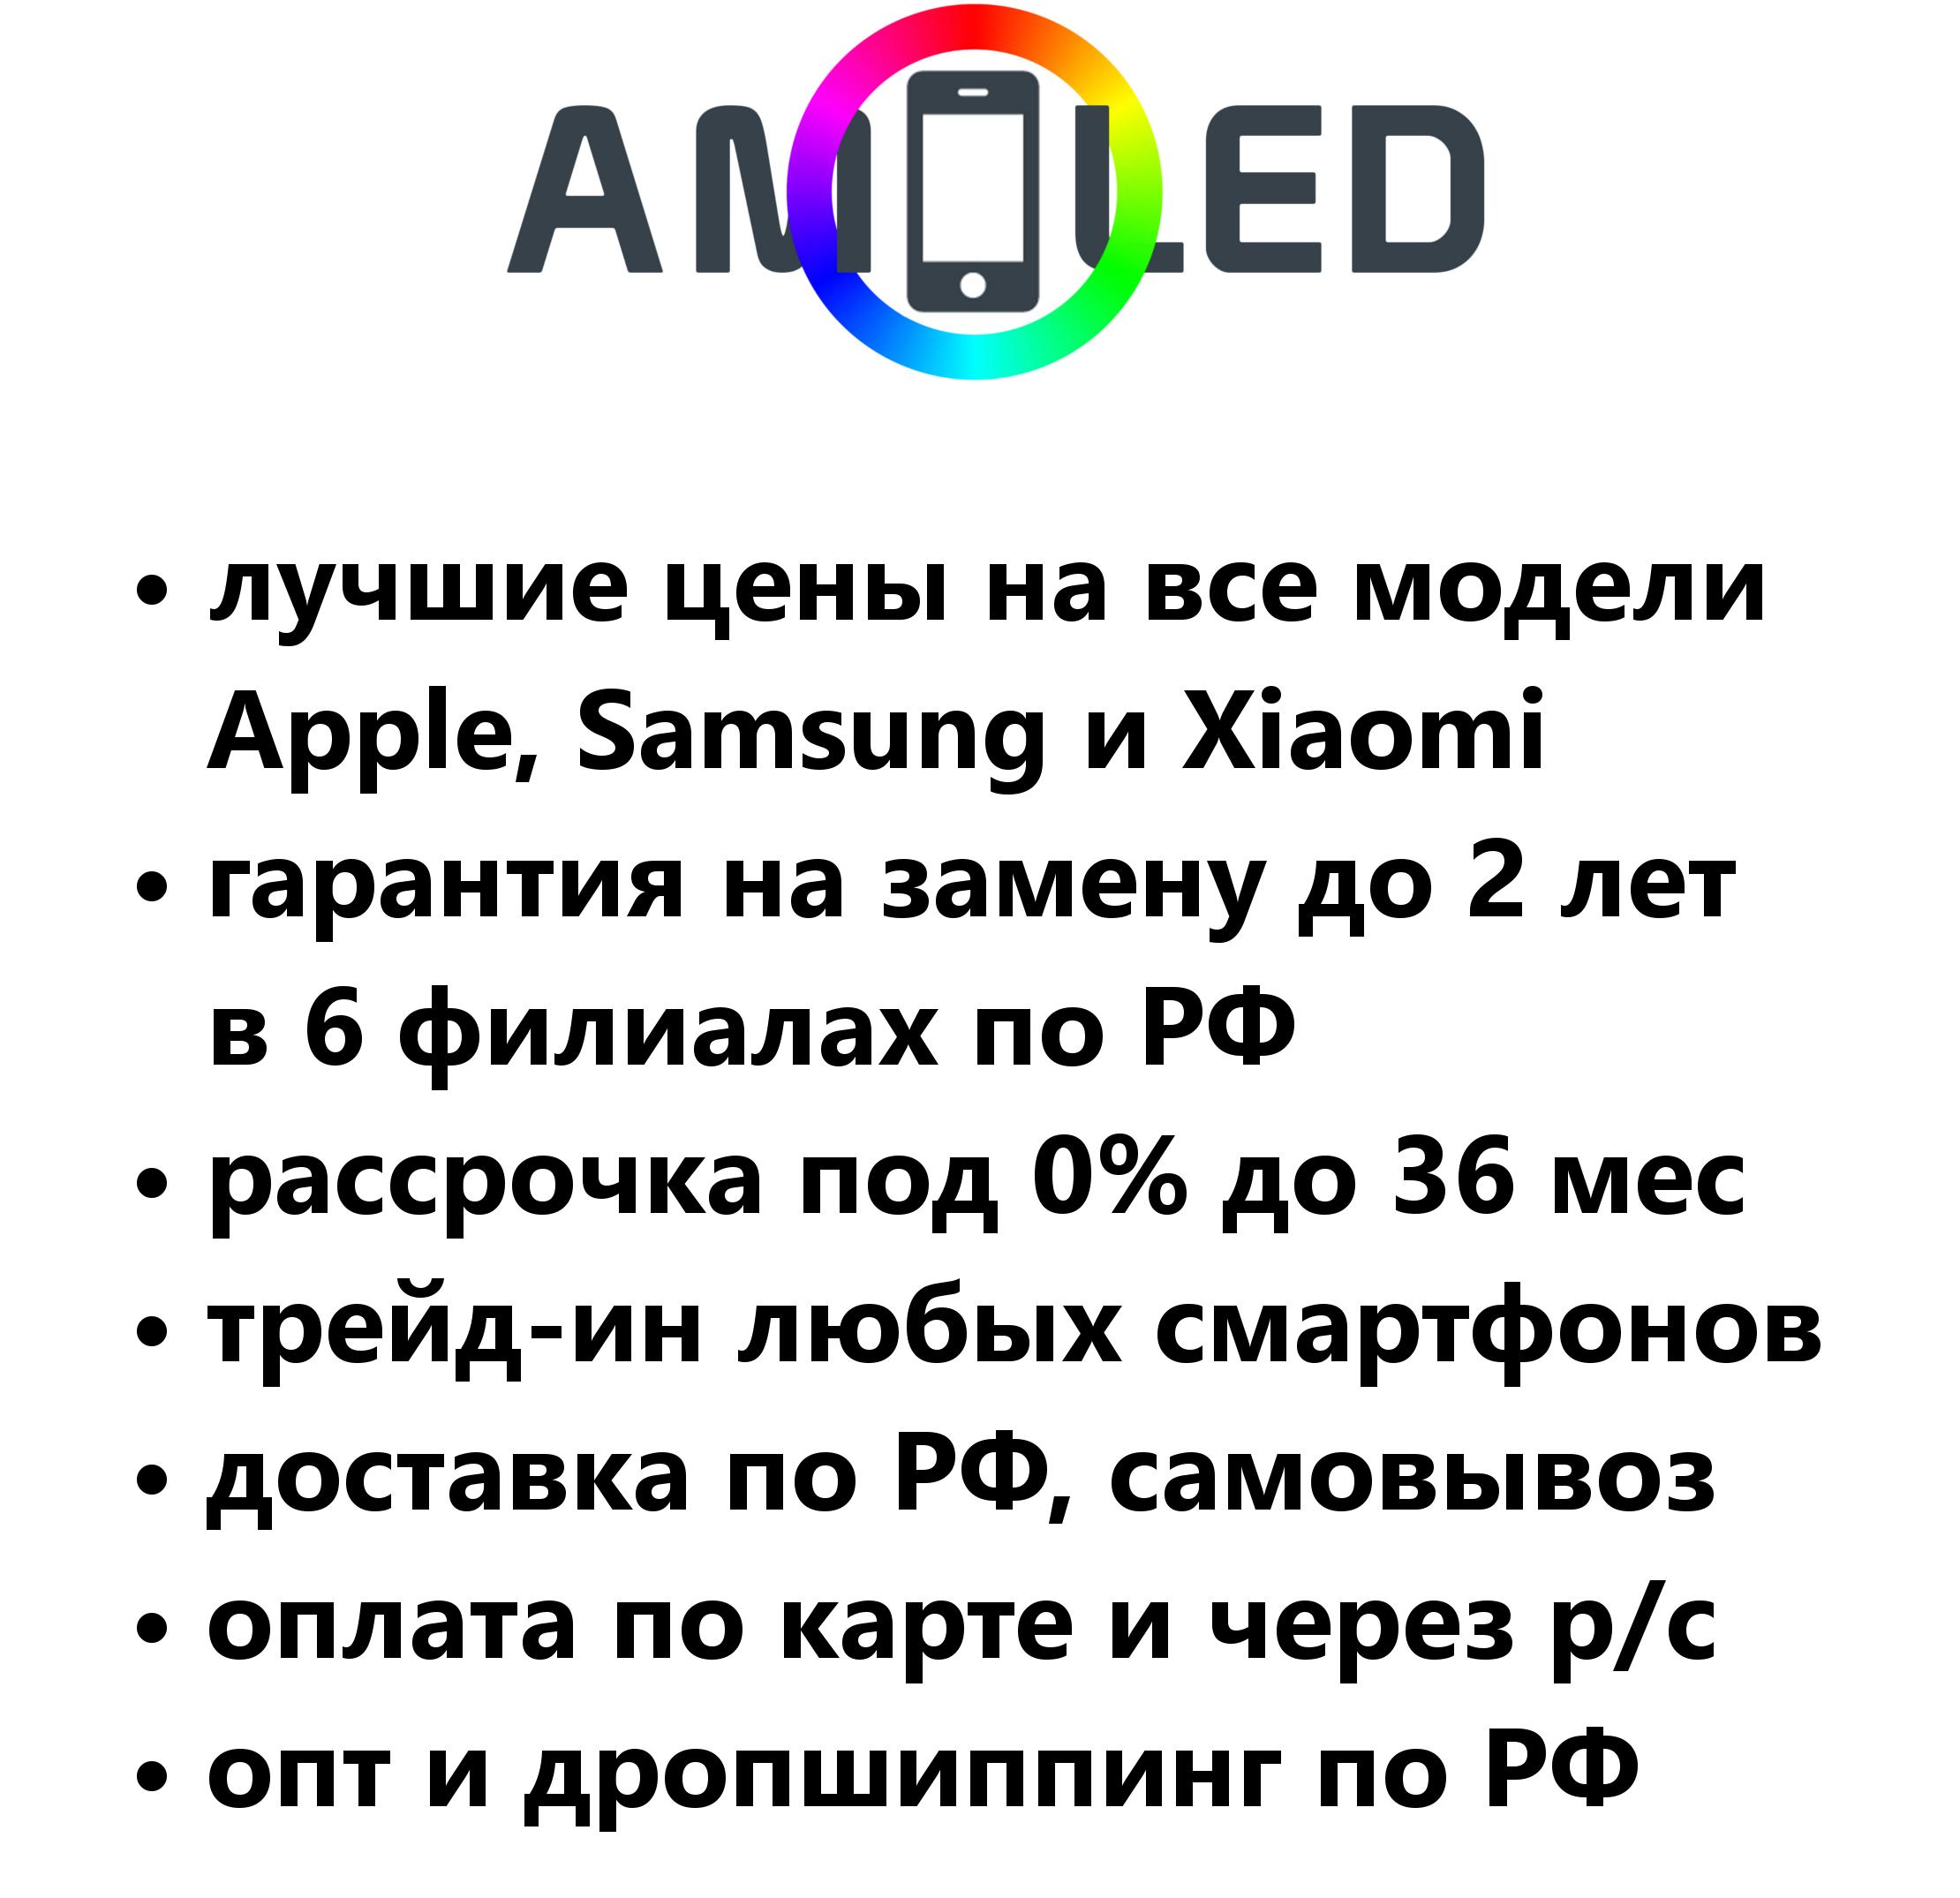 AMOLED
• лучшие цены на все модели
Apple, Samsung и Xiaomi
• гарантия на замену до 2 лет
в 6 филиалах по РФ
• рассрочка под 0% до 36 мес
• трейд-ин любых смартфонов
• доставка по РФ, самовывоз
• оплата по карте и через р/с
• опт и дропшиппинг по РФ